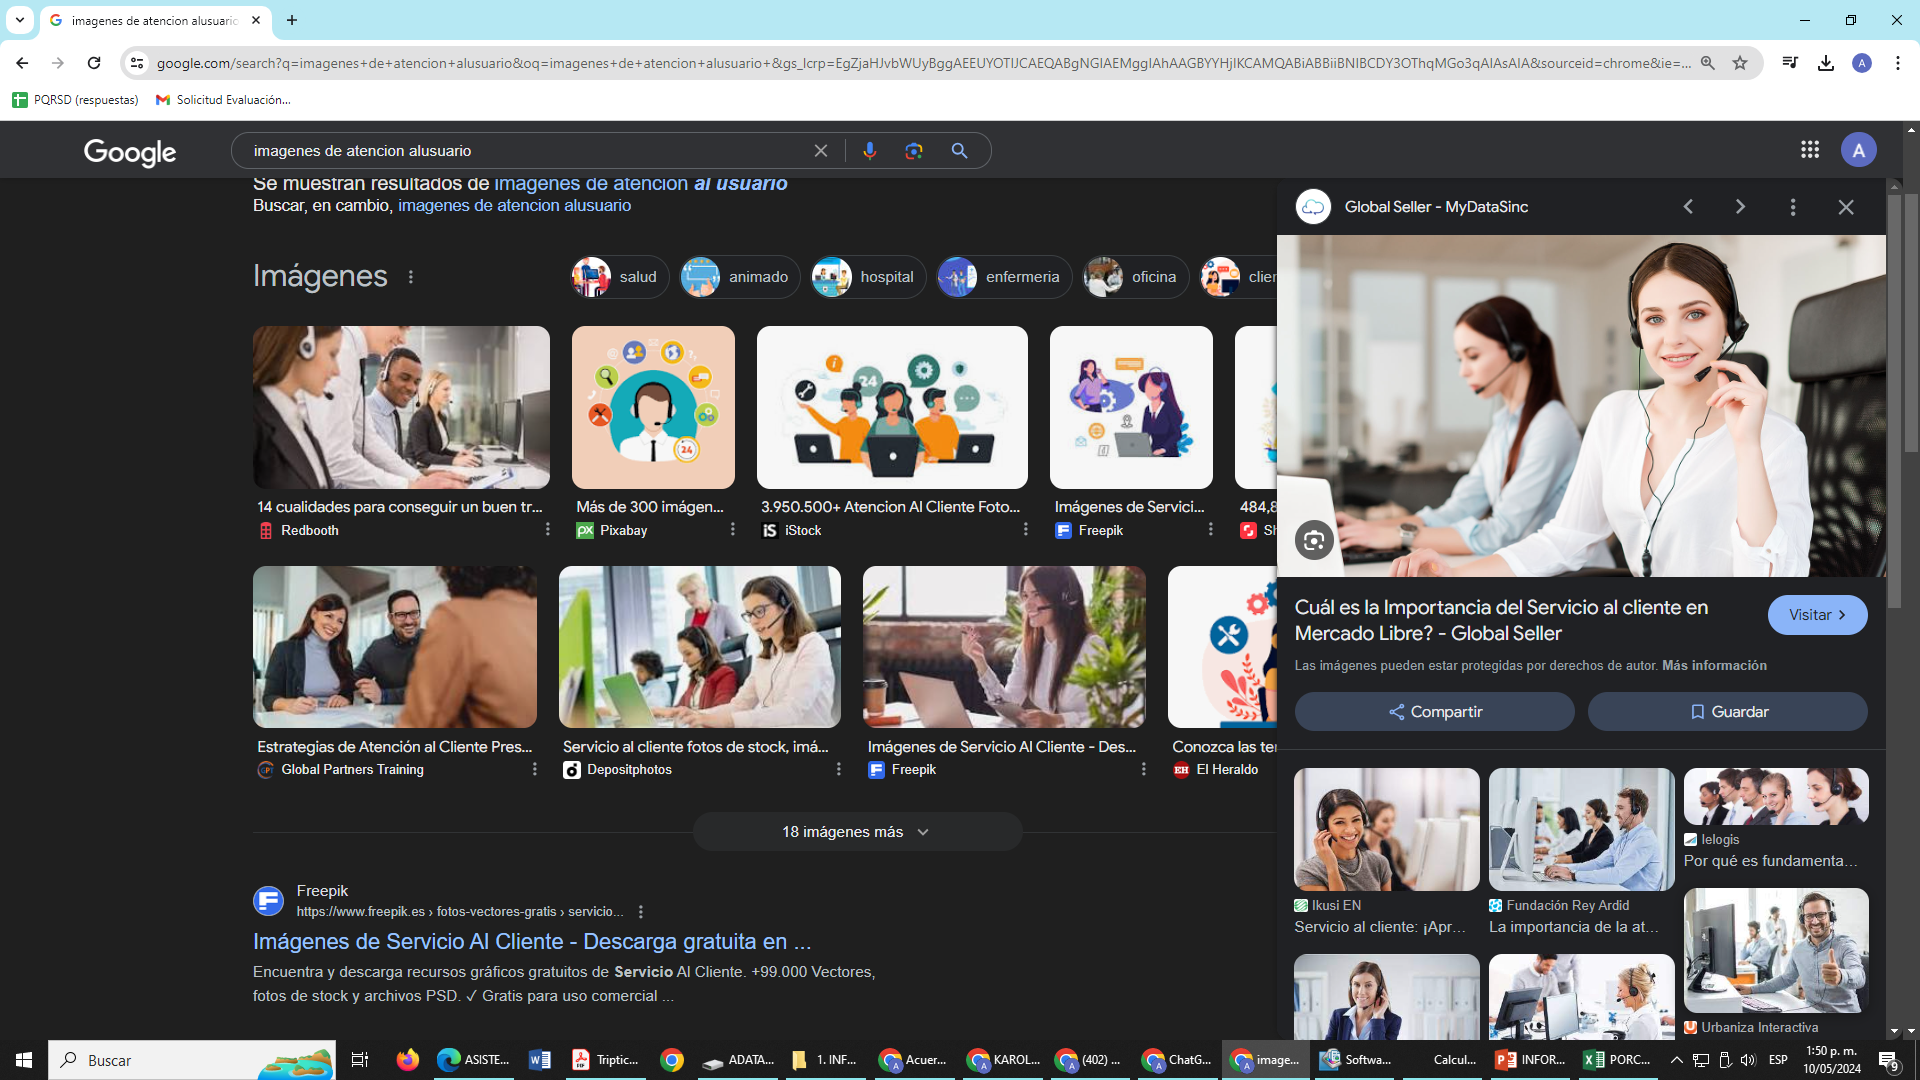 imagenes de atencion alusuario
google.com/search?q=imagenes+de+atencion+alusuario&oq=imagenes+de+atencion+alusuario+&gs_lcrp=EgZjaHJvbWUyBggAEEUYOTIJCAEQABgNGIAEMggIAhAAGBYYHjIKCAMQABiABBiiBNIBCDY3OThqMGo3qAIAsAIA&sourceid=chrome&ie=...
PQRSD (respuestas)
Solicitud Evaluación...
Google
imagenes de atencion alusuario
A
Se muestran resultados de imagenes de atencion al usuario
Buscar, en cambio, imagenes de atencion alusuario
Imágenes
salud
animado
hospital
enfermeria
oficina
clien
14 cualidades para conseguir un buen tr...
Redbooth
Más de 300 imágen...
Pixabay
3.950.500+ Atencion Al Cliente Foto...
iStock
Imágenes de Servici...
Freepik
484,8
Sh
Estrategias de Atención al Cliente Pres...
Global Partners Training
Servicio al cliente fotos de stock, imá...
Depositphotos
Imágenes de Servicio Al Cliente - Des...
Freepik
Conozca las ter
El Heraldo
18 imágenes más
Freepik
https://www.freepik.es › fotos-vectores-gratis › servicio...
Imágenes de Servicio Al Cliente - Descarga gratuita en ...
Encuentra y descarga recursos gráficos gratuitos de Servicio Al Cliente. +99.000 Vectores,
fotos de stock y archivos PSD. ✓ Gratis para uso comercial ...
Global Seller - MyDataSinc
Cuál es la Importancia del Servicio al cliente en
Mercado Libre? - Global Seller
Visitar
Las imágenes pueden estar protegidas por derechos de autor. Más información
Compartir
Guardar
Ikusi EN
Servicio al cliente: ¡Apr...
Fundación Rey Ardid
La importancia de la at...
Ielogis
Por qué es fundamenta...
Urbaniza Interactiva
Buscar
ASISTE...
Triptic...
ADATA...
1. INF...
Acuer...
KAROL...
(402) ...
ChatG...
image...
Softwa...
Calcul...
INFOR...
PORC...
ESP
1:50 p. m.
10/05/2024
9